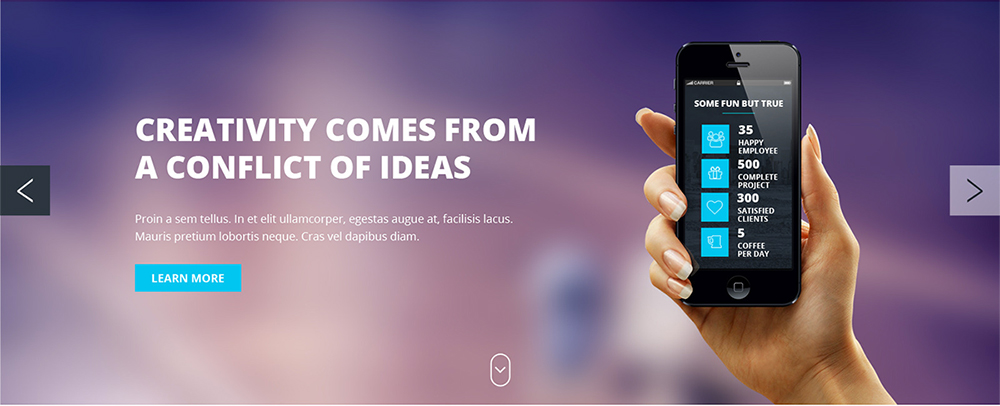 CREATIVITY COMES FROM
A CONFLICT OF IDEAS
Proin a sem tellus. In et elit ullamcorper, egestas augue at, facilisis lacus.
Mauris pretium lobortis neque. Cras vel dapibus diam.
LEARN MORE
CARRIER
SOME FUN BUT TRUE
35
HAPPY
EMPLOYEE
500
COMPLETE
PROJECT
300
SATISFIED
CLIENTS
5
COFFEE
PER DAY